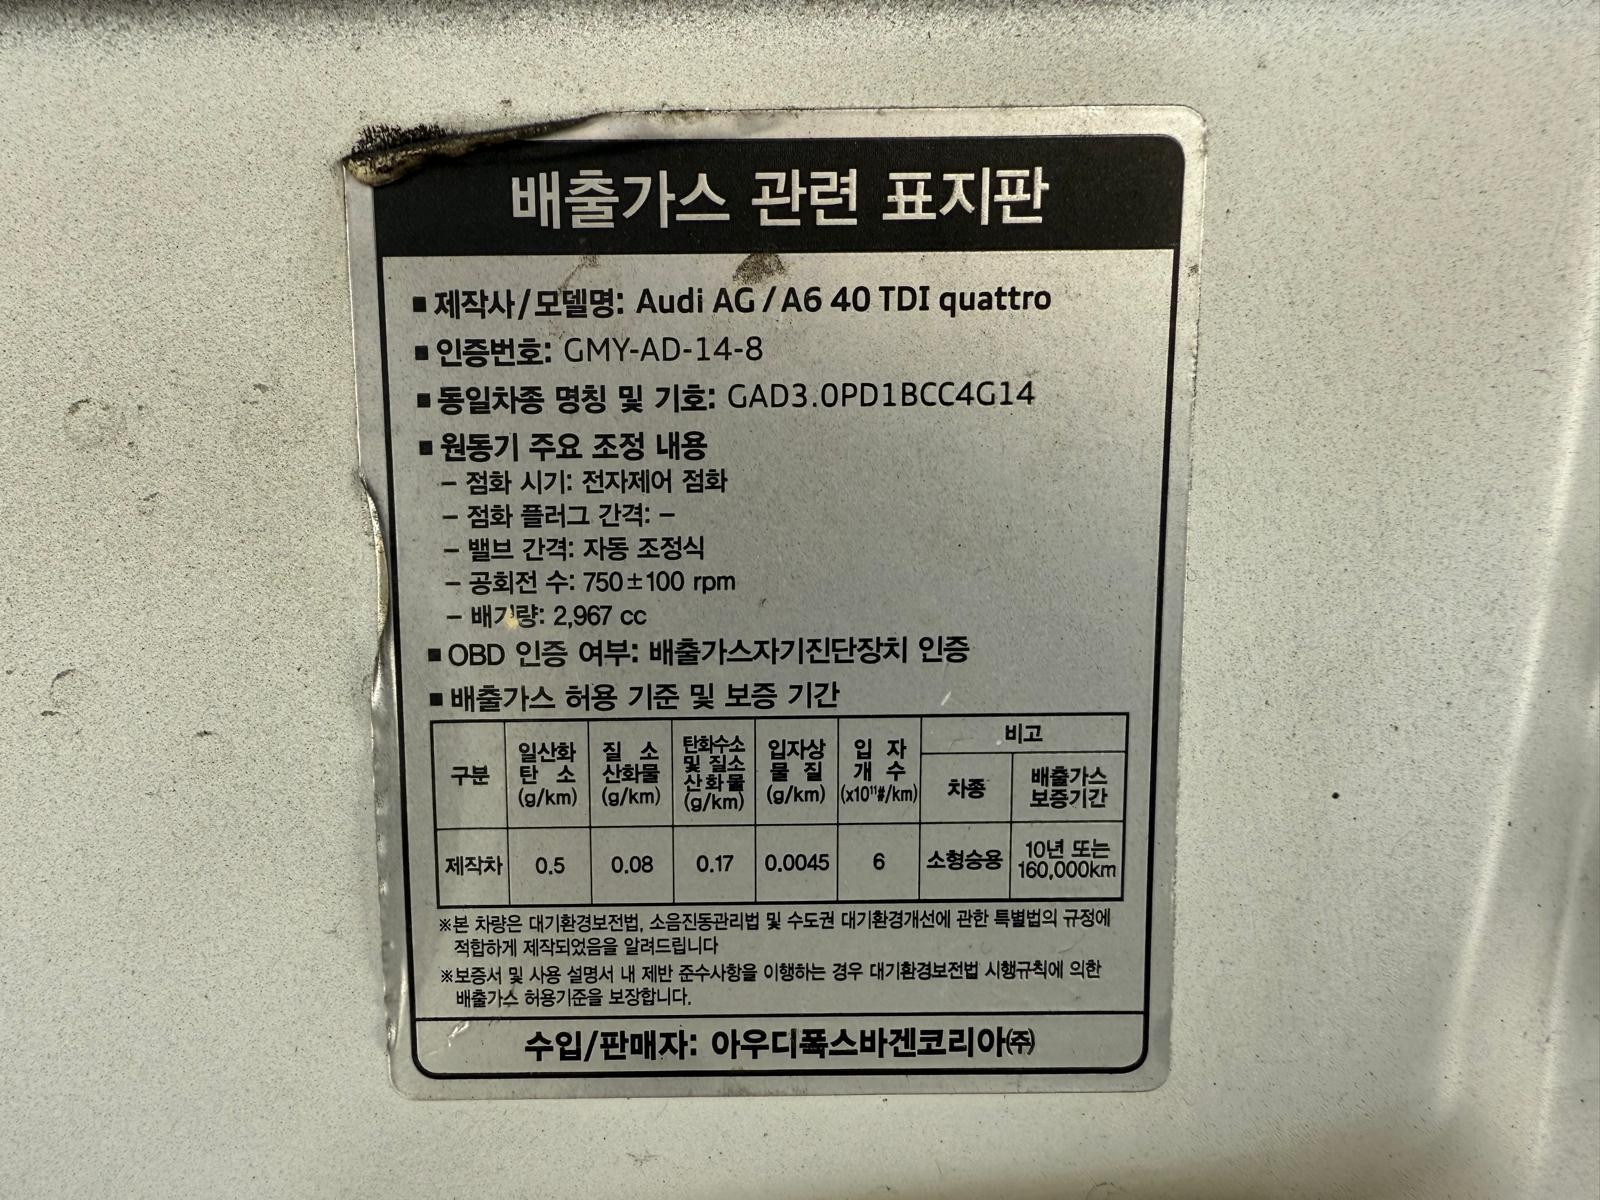 배출가스 관련 표지판
■ 제작사/모델명: Audi AG / A6 40 TDI quattro
■ 인증번호: GMY-AD-14-8
■ 동일차종 명칭 및 기호: GAD3.0PD1BCC4G14
■ 원동기 주요 조정 내용
– 점화 시기: 전자제어 점화
– 점화 플러그 간격: –
– 밸브 간격: 자동 조정식
– 공회전 수: 750±100 rpm
– 배기량: 2,967 cc
■ OBD 인증 여부: 배출가스자기진단장치 인증
■ 배출가스 허용 기준 및 보증 기간
구분 일산화탄소 (g/km) 질소산화물 (g/km) 탄화수소 및 질소산화물 (g/km) 입자상물질 (g/km) 입자개수 (x10¹¹#/km) 비고
차종 배출가스 보증기간
제작차 0.5 0.08 0.17 0.0045 6 소형승용 10년 또는 160,000km
※본 차량은 대기환경보전법, 소음진동관리법 및 수도권 대기환경개선에 관한 특별법의 규정에
적합하게 제작되었음을 알려드립니다
※보증서 및 사용 설명서 내 제반 준수사항을 이행하는 경우 대기환경보전법 시행규칙에 의한
배출가스 허용기준을 보장합니다.
수입/판매자: 아우디폭스바겐코리아㈜